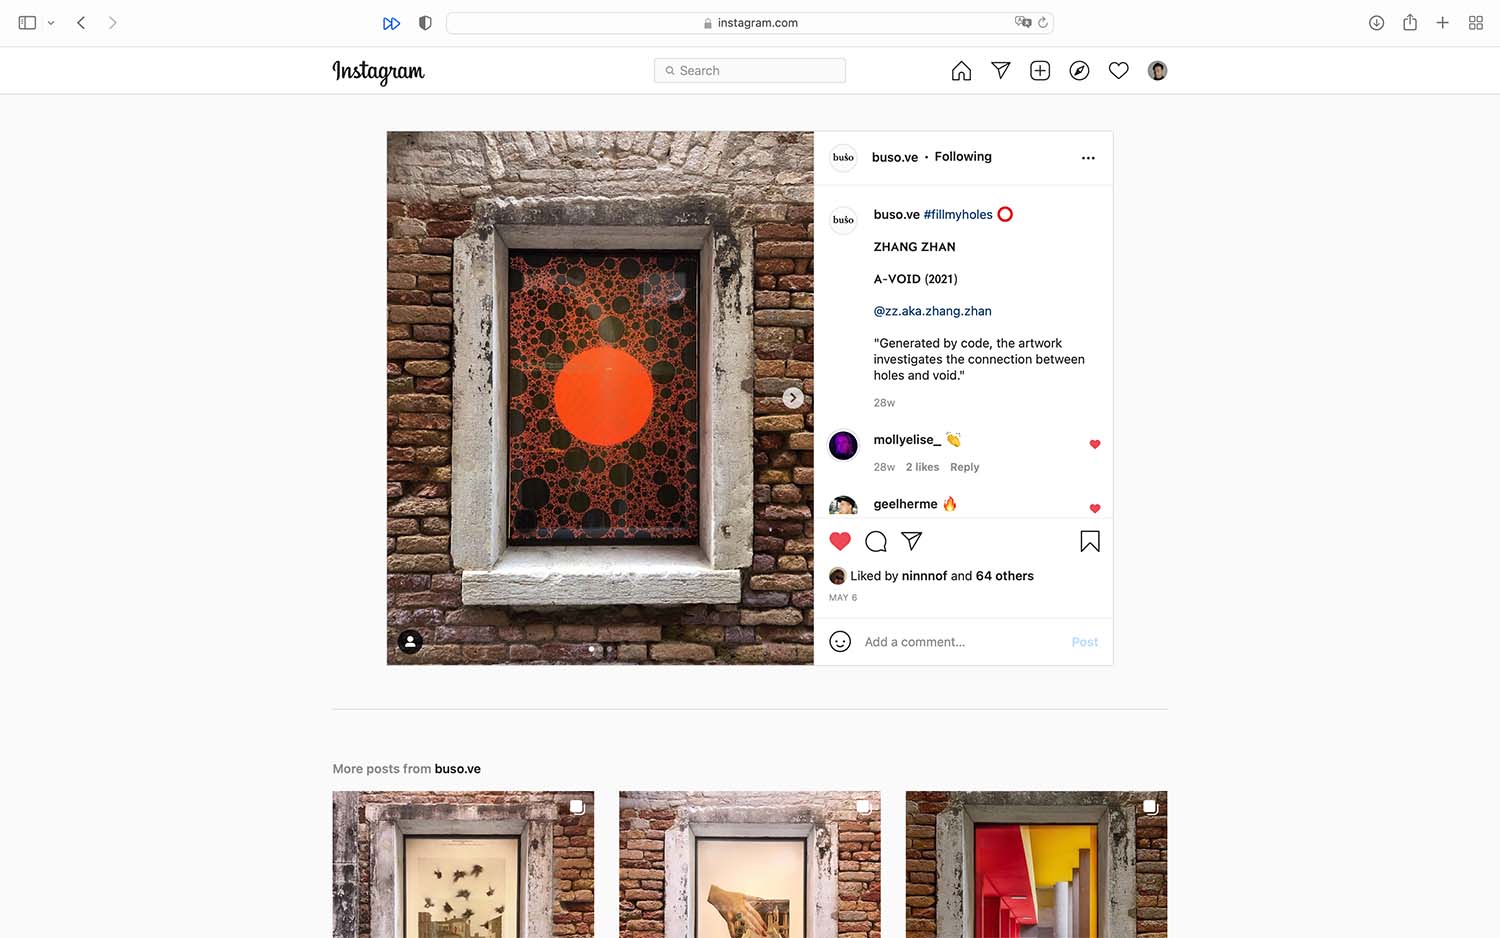 instagram.com
Instagram
Search
bušo
buso.ve • Following
bušo
buso.ve #fillmyholes ⭕
ZHANG ZHAN
A-VOID (2021)
@zz.aka.zhang.zhan
"Generated by code, the artwork
investigates the connection between
holes and void."
28w
mollyelise_ 👏
28w 2 likes Reply
geelherme 🔥
Liked by ninnnof and 64 others
MAY 6
Add a comment... Post
More posts from buso.ve